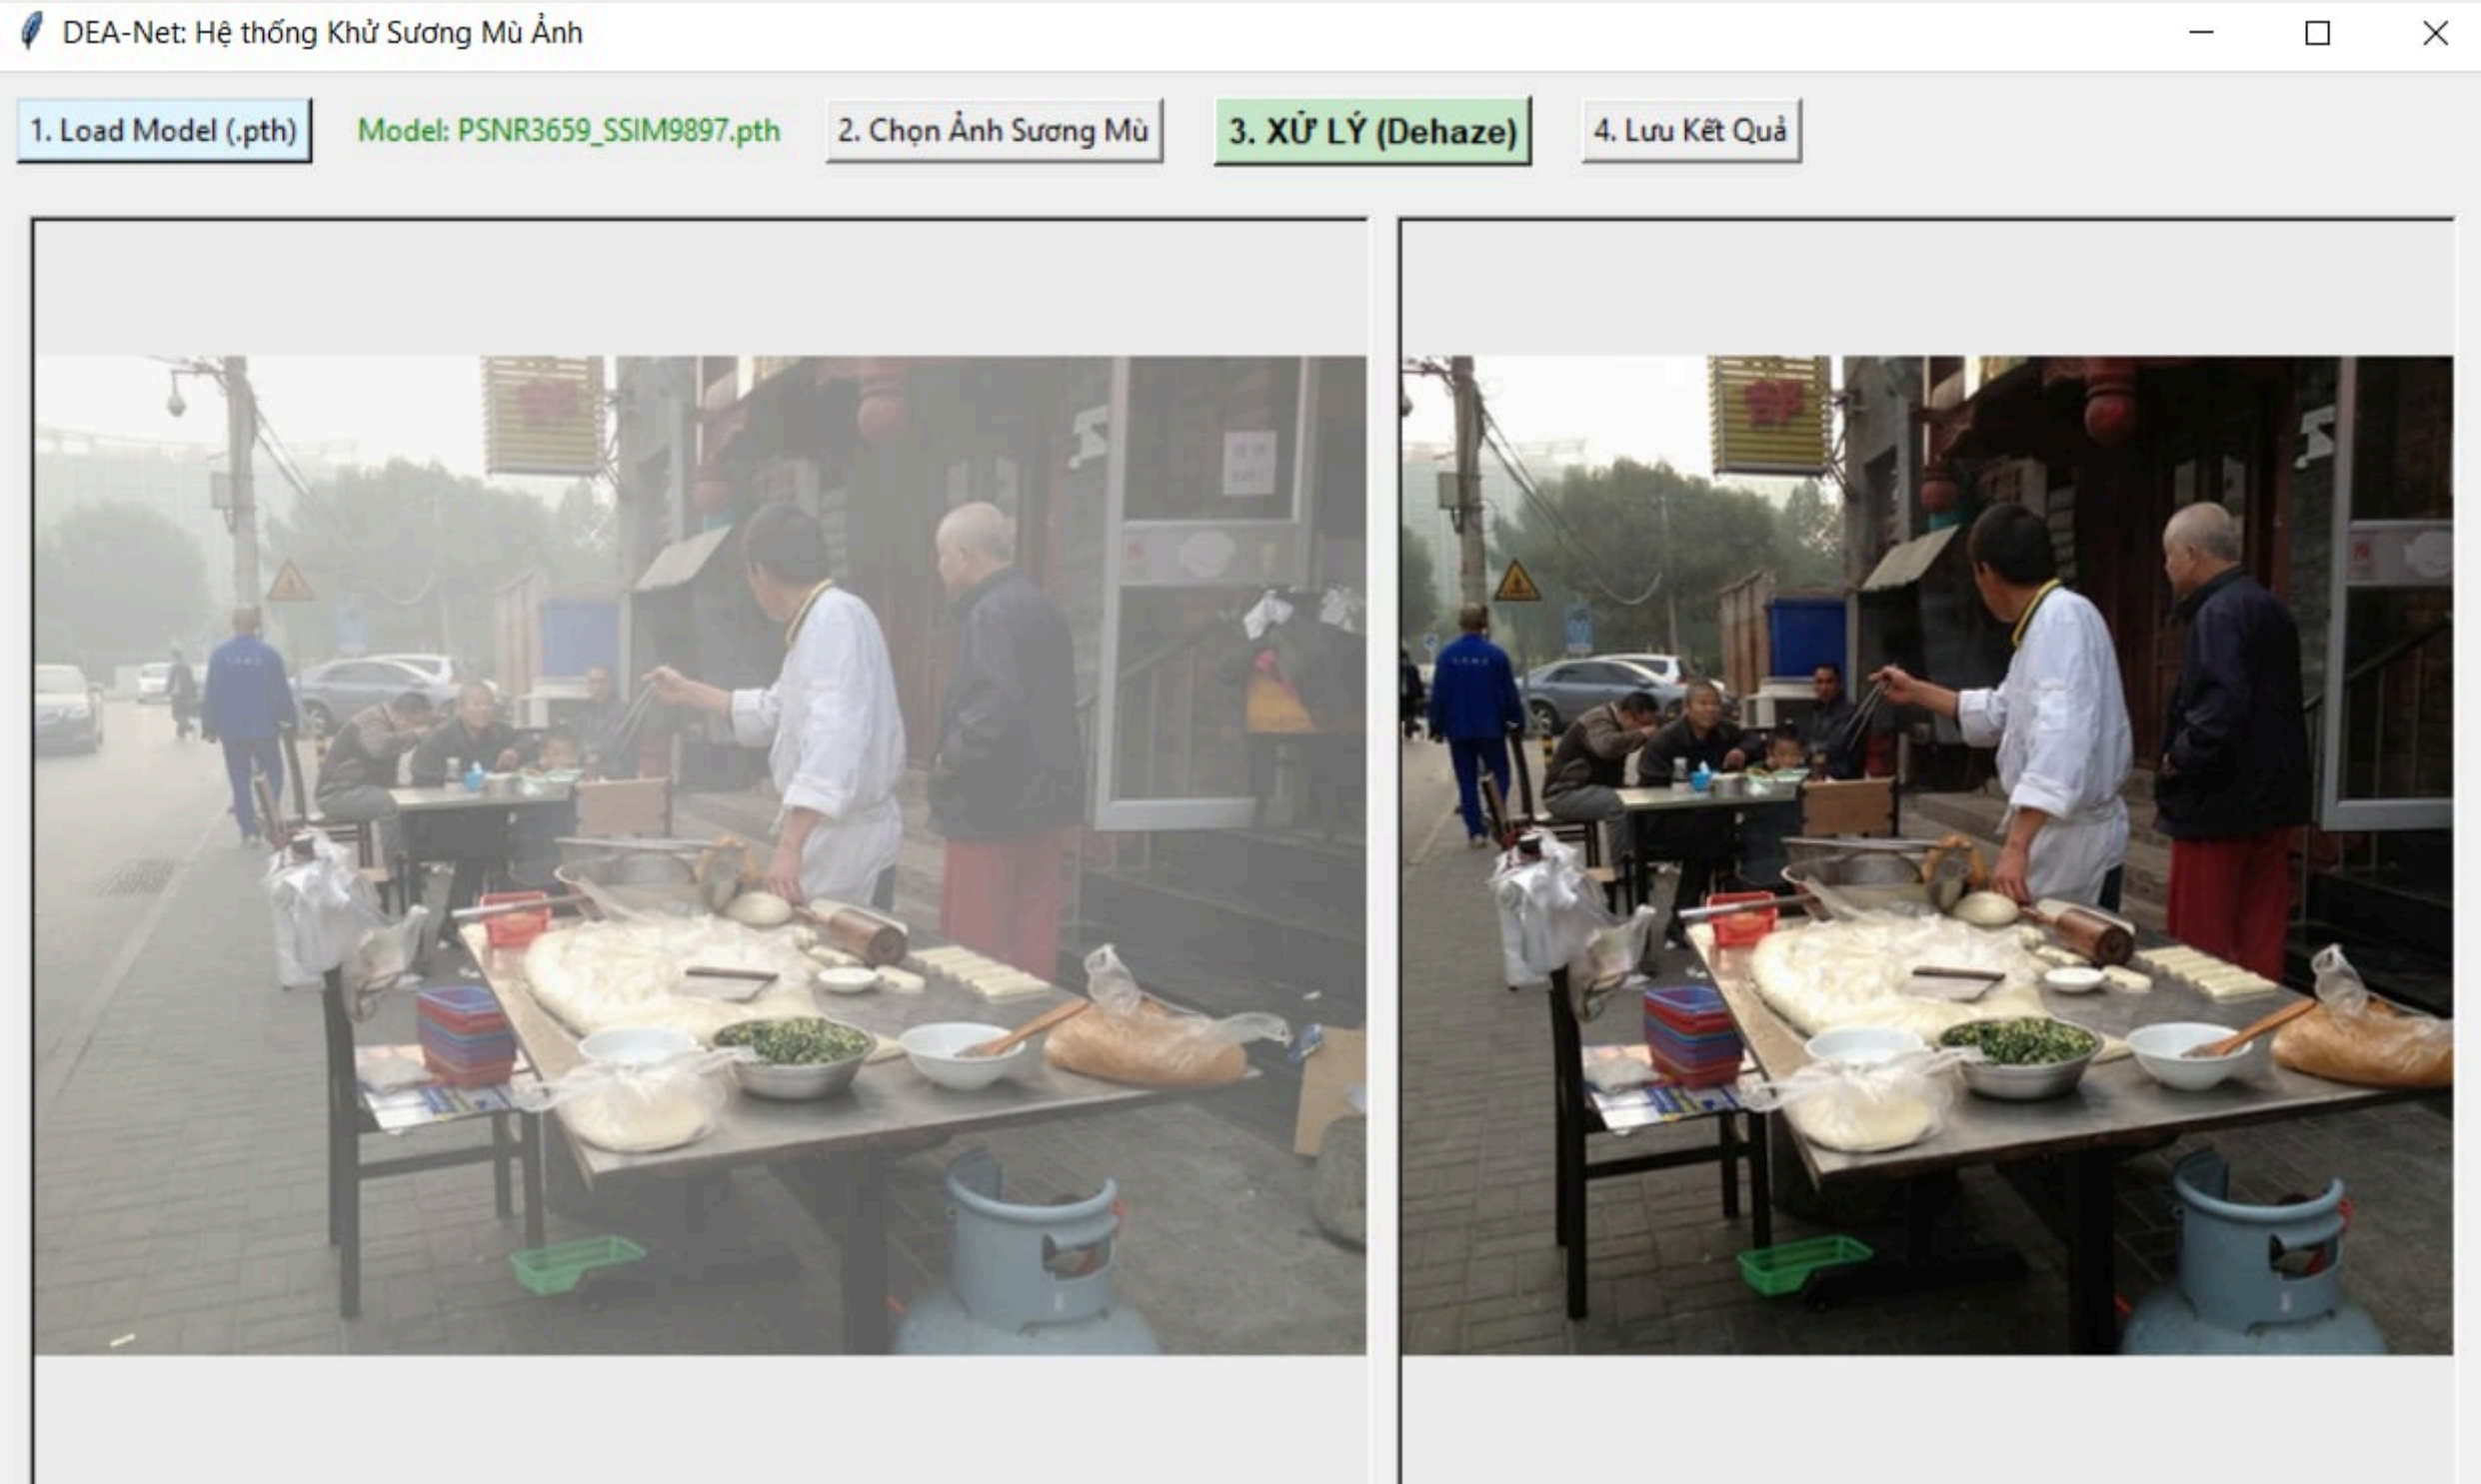 DEA-Net: Hệ thống Khử Sương Mù Ảnh
1. Load Model (.pth)
Model: PSNR3659_SSIM9897.pth
2. Chọn Ảnh Sương Mù
3. XỬ LÝ (Dehaze)
4. Lưu Kết Quả